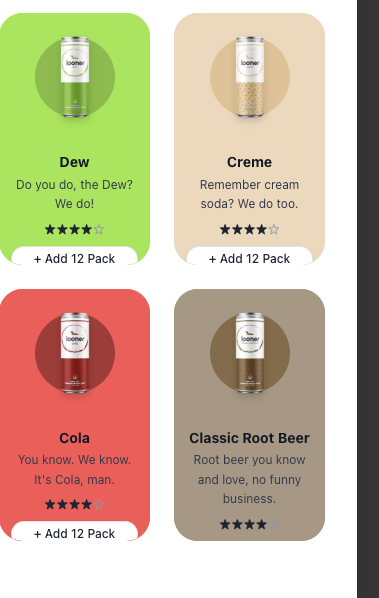 looner
Dew
Do you do, the Dew?
We do!
★★★★☆
+ Add 12 Pack
looner
Creme
Remember cream
soda? We do too.
★★★★☆
+ Add 12 Pack
looner
Cola
You know. We know.
It's Cola, man.
★★★★☆
+ Add 12 Pack
looner
Classic Root Beer
Root beer you know
and love, no funny
business.
★★★★☆